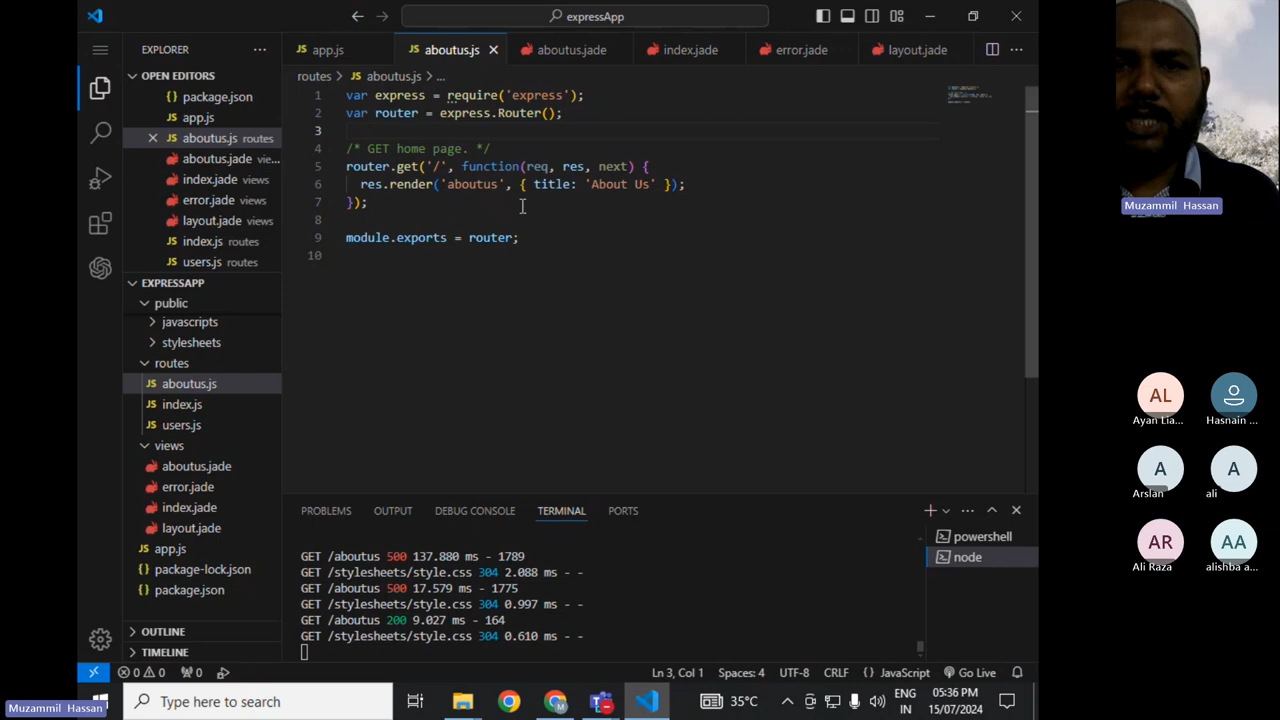 expressApp
EXPLORER
OPEN EDITORS
package.json
app.js
aboutus.js routes
aboutus.jade vie...
index.jade views
error.jade views
layout.jade views
index.js routes
users.js routes
EXPRESSAPP
public
javascripts
stylesheets
routes
aboutus.js
index.js
users.js
views
aboutus.jade
error.jade
index.jade
layout.jade
app.js
package-lock.json
package.json
OUTLINE
TIMELINE
app.js
aboutus.js
aboutus.jade
index.jade
error.jade
layout.jade
routes > JS aboutus.js > ...
1 var express = require('express');
2 var router = express.Router();
3
4 /* GET home page. */
5 router.get('/', function(req, res, next) {
6 res.render('aboutus', { title: 'About Us' });
7 });
8
9 module.exports = router;
10
PROBLEMS OUTPUT DEBUG CONSOLE TERMINAL PORTS
GET /aboutus 500 137.880 ms - 1789
GET /stylesheets/style.css 304 2.088 ms - -
GET /aboutus 500 17.579 ms - 1775
GET /stylesheets/style.css 304 0.997 ms - -
GET /aboutus 200 9.027 ms - 164
GET /stylesheets/style.css 304 0.610 ms - -
powershell
node
0 0 0 Ln 3, Col 1 Spaces: 4 UTF-8 CRLF {} JavaScript Go Live
Type here to search
35°C
ENG
IN
05:36 PM
15/07/2024
Muzammil Hassan
Muzammil Hassan
AL
Ayan Lia...
Hasnain ...
A
Arslan
A
ali
AR
Ali Raza
AA
alishba a...